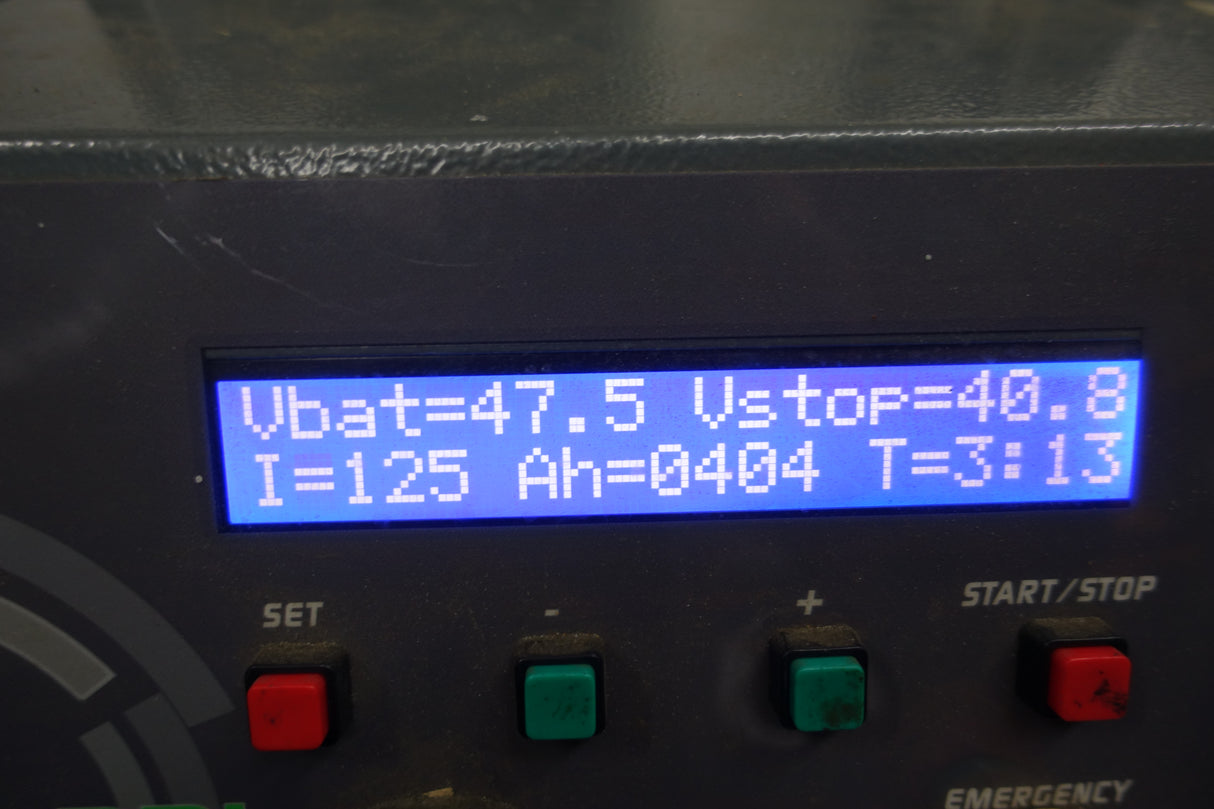 Vbat=47.5 Vstop=40.8
I=125 Ah=0404 T=3:13
SET - + START/STOP
EMERGENCY